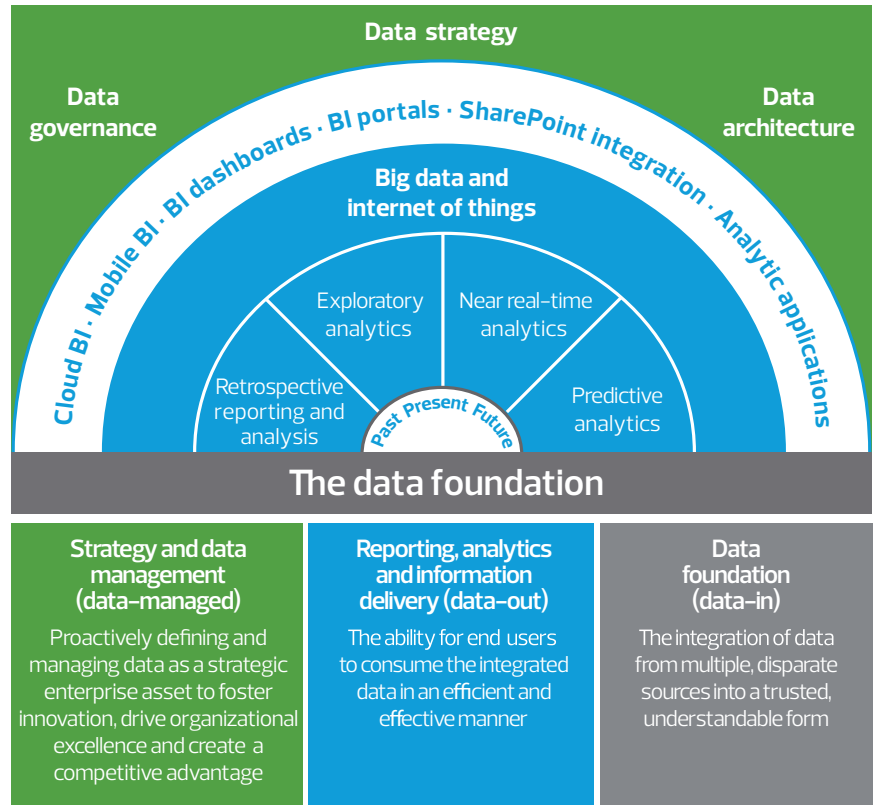 Data strategy
Data
governance
Data
architecture
Cloud BI · Mobile BI · BI dashboards · BI portals · SharePoint integration · Analytic applications
Big data and
internet of things
Retrospective
reporting and
analysis
Exploratory
analytics
Near real-time
analytics
Predictive
analytics
Past Present Future
The data foundation
Strategy and data
management
(data-managed)
Proactively defining and
managing data as a strategic
enterprise asset to foster
innovation, drive organizational
excellence and create a
competitive advantage
Reporting, analytics
and information
delivery (data-out)
The ability for end users
to consume the integrated
data in an efficient and
effective manner
Data
foundation
(data-in)
The integration of data
from multiple, disparate
sources into a trusted,
understandable form